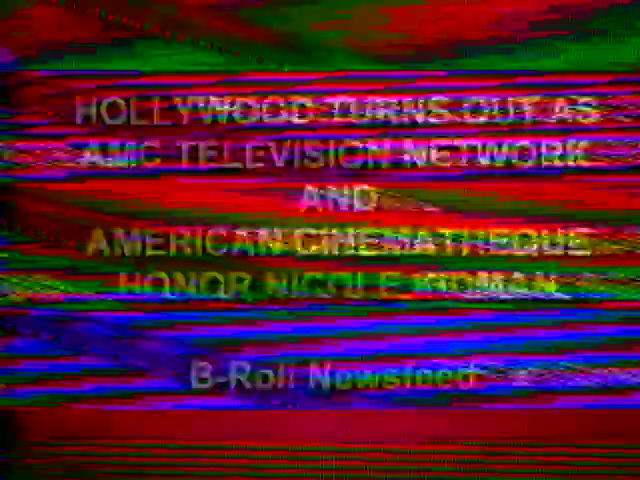 HOLLYWOOD TURNS OUT AS
AMC TELEVISION NETWORK
AND
AMERICAN CINEMATHEQUE
HONOR NICOLE KIDMAN
B-Roll Newsfeed